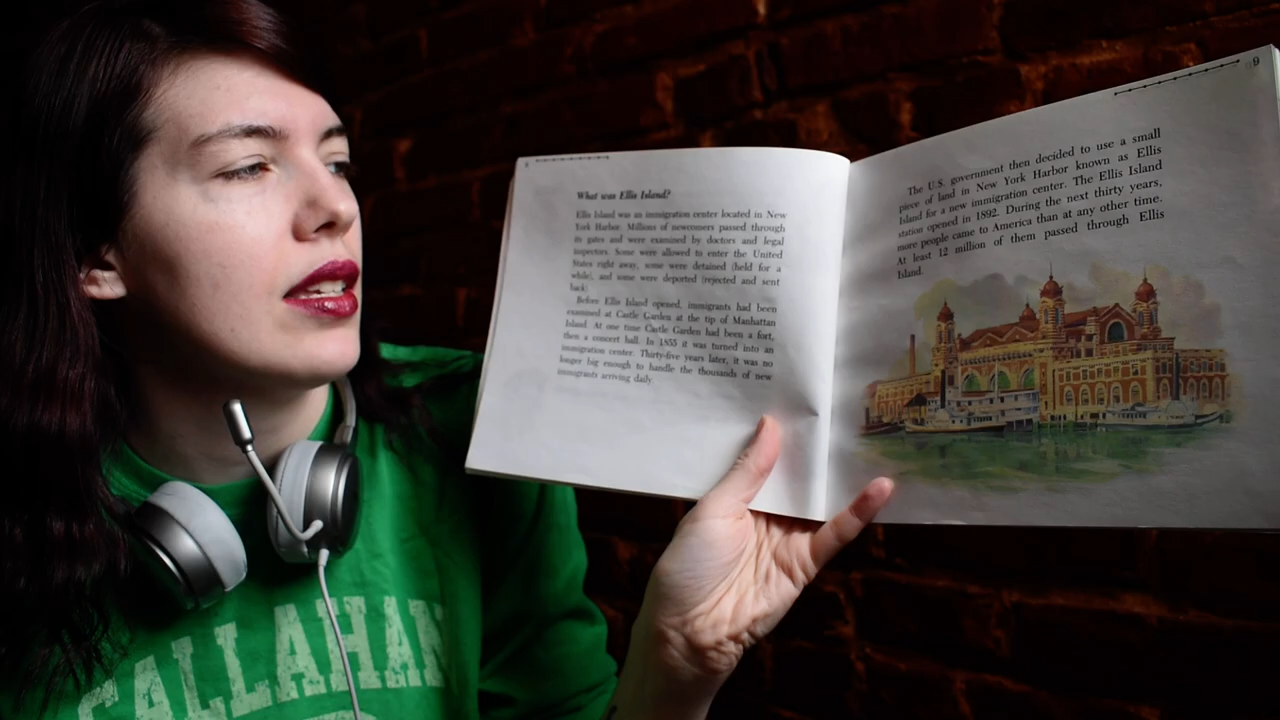 What was Ellis Island?
Ellis Island was an immigration center located in New
York Harbor. Millions of newcomers passed through
its gates and were examined by doctors and legal
inspectors. Some were allowed to enter the United
States right away, some were detained (held for a
while), and some were deported (rejected and sent
back).
Before Ellis Island opened, immigrants had been
examined at Castle Garden at the tip of Manhattan
Island. At one time Castle Garden had been a fort,
then a concert hall. In 1855 it was turned into an
immigration center. Thirty-five years later, it was no
longer big enough to handle the thousands of new
immigrants arriving daily.
9
The U.S. government then decided to use a small
piece of land in New York Harbor known as Ellis
Island for a new immigration center. The Ellis Island
station opened in 1892. During the next thirty years,
more people came to America than at any other time.
At least 12 million of them passed through Ellis
Island.
CALLAHAN